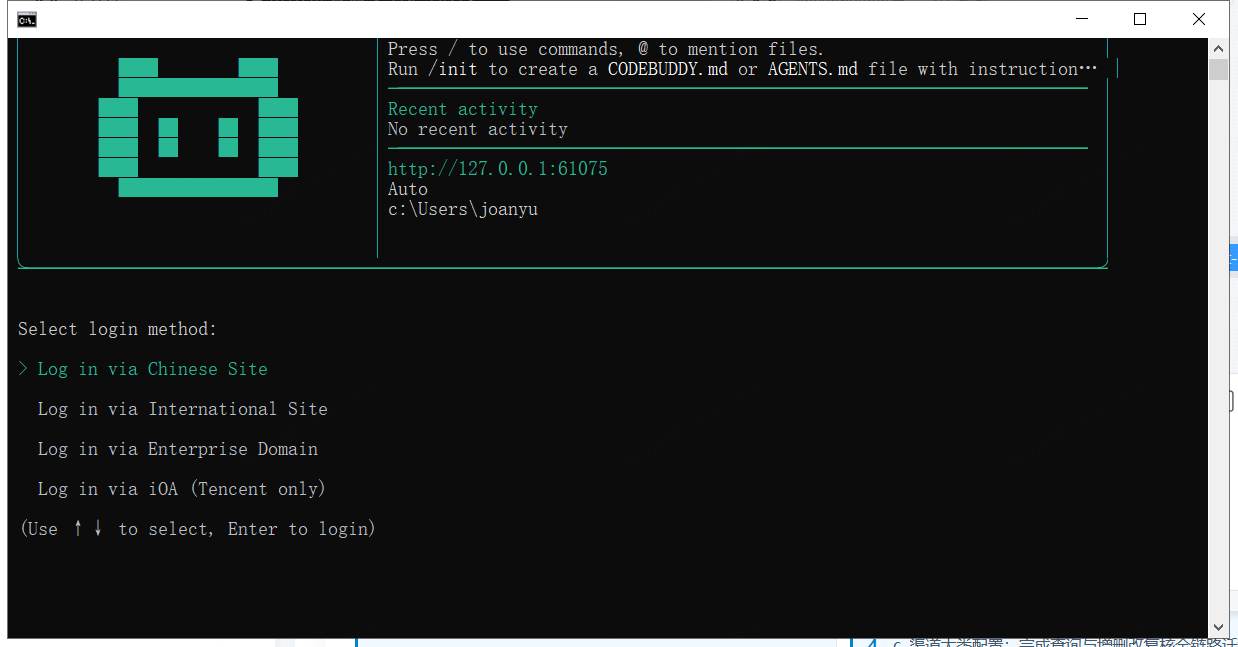 Press / to use commands, @ to mention files.
Run /init to create a CODEBUDDY.md or AGENTS.md file with instruction…
Recent activity
No recent activity
http://127.0.0.1:61075
Auto
c:\Users\joanyu
Select login method:
> Log in via Chinese Site
Log in via International Site
Log in via Enterprise Domain
Log in via iOA (Tencent only)
(Use ↑↓ to select, Enter to login)